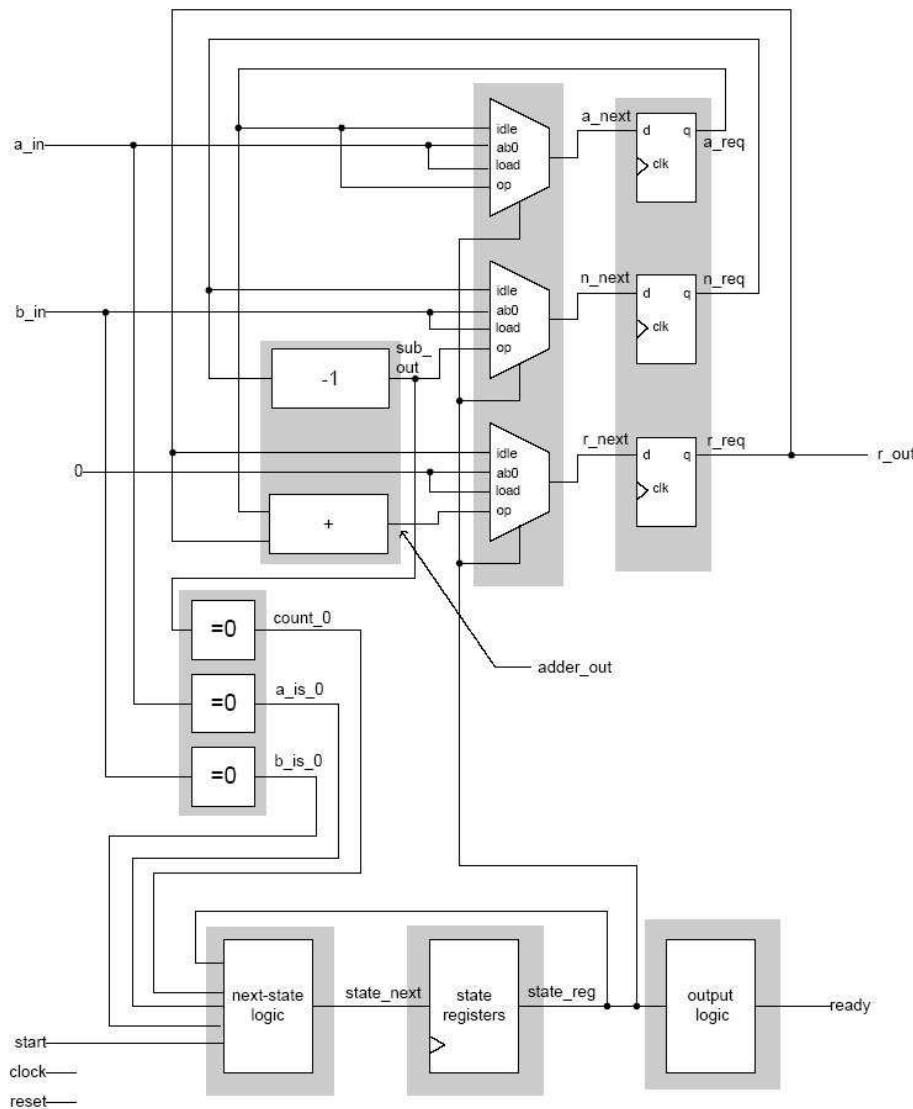 a_next
a_req
idle
ab0
load
op
d
q
clk
a_in
n_next
n_req
idle
ab0
load
op
d
q
clk
b_in
sub_
out
-1
r_next
r_req
idle
ab0
load
op
d
q
clk
r_out
0
+
adder_out
=0
count_0
=0
a_is_0
=0
b_is_0
next-state
logic
state_next
state
registers
state_reg
output
logic
ready
start
clock
reset